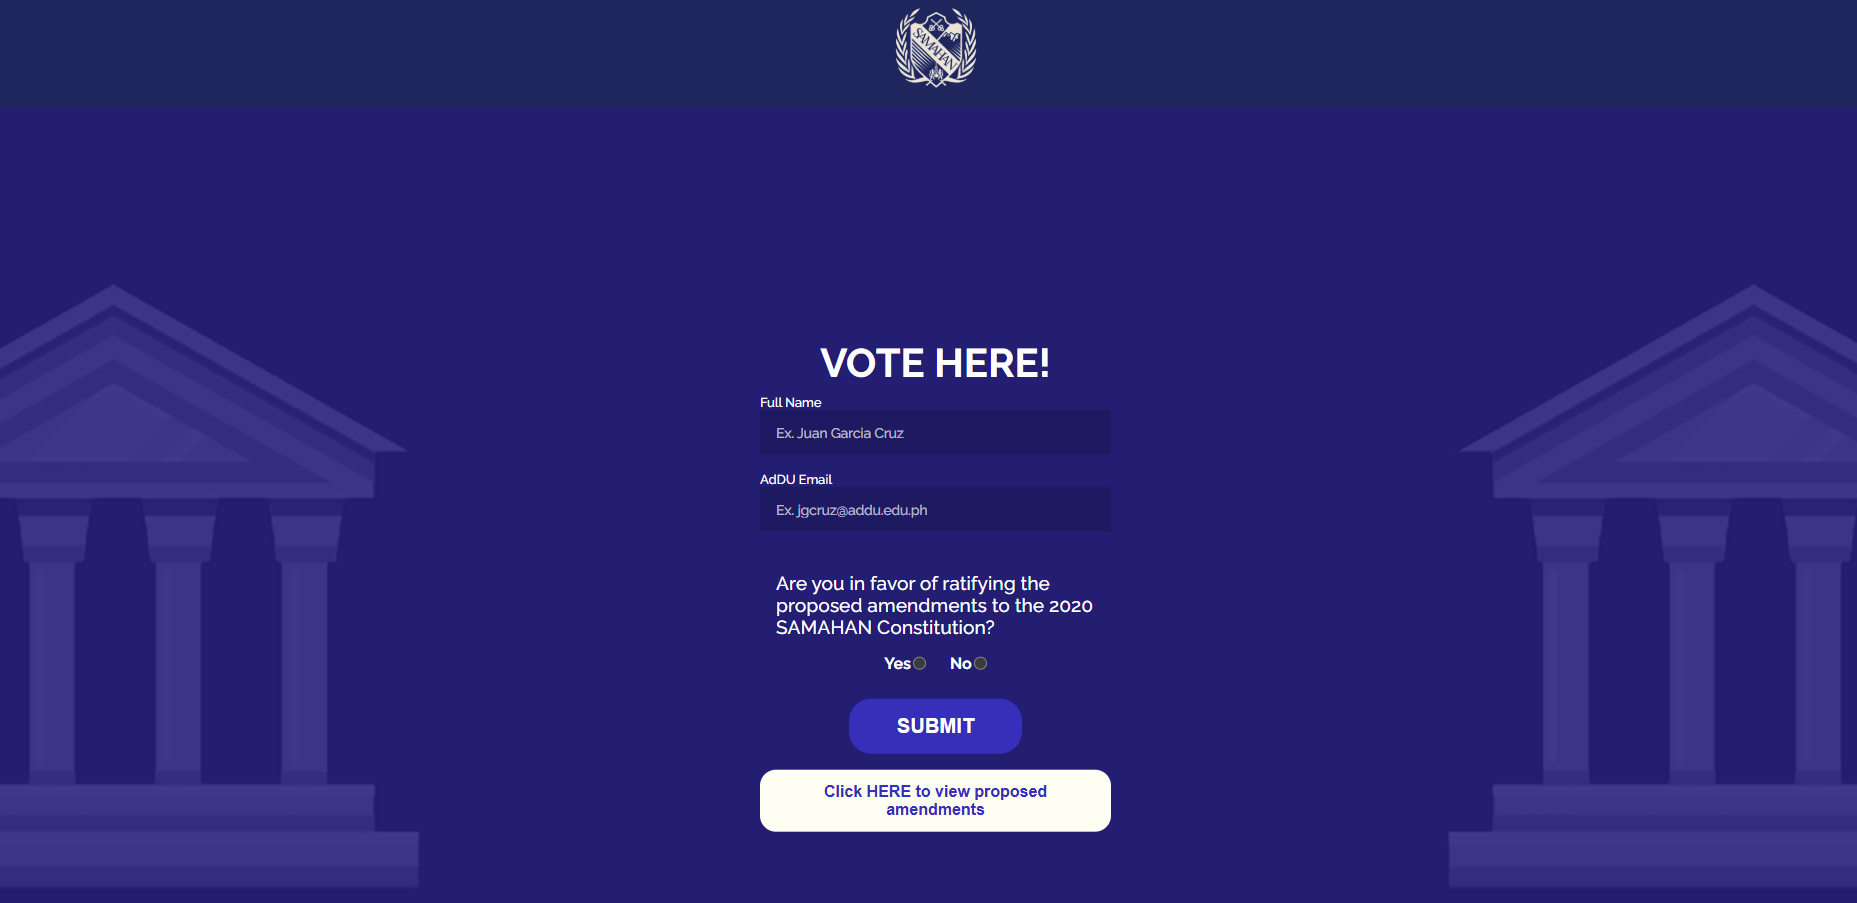 SAMAHAN
VOTE HERE!
Full Name
Ex. Juan Garcia Cruz
AdDU Email
Ex. jgcruz@addu.edu.ph
Are you in favor of ratifying the
proposed amendments to the 2020
SAMAHAN Constitution?
Yes No
SUBMIT
Click HERE to view proposed
amendments